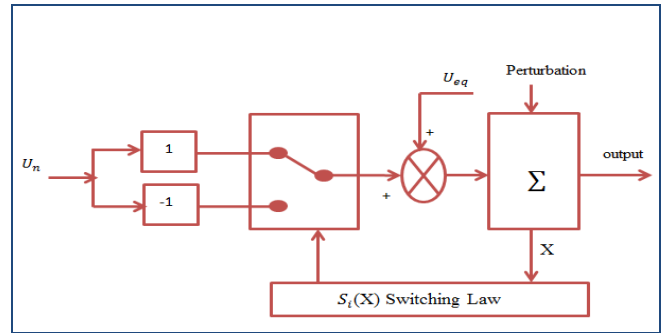 U_eq
Perturbation
1
+
U_n
output
Σ
-1
+
X
S_i(X) Switching Law